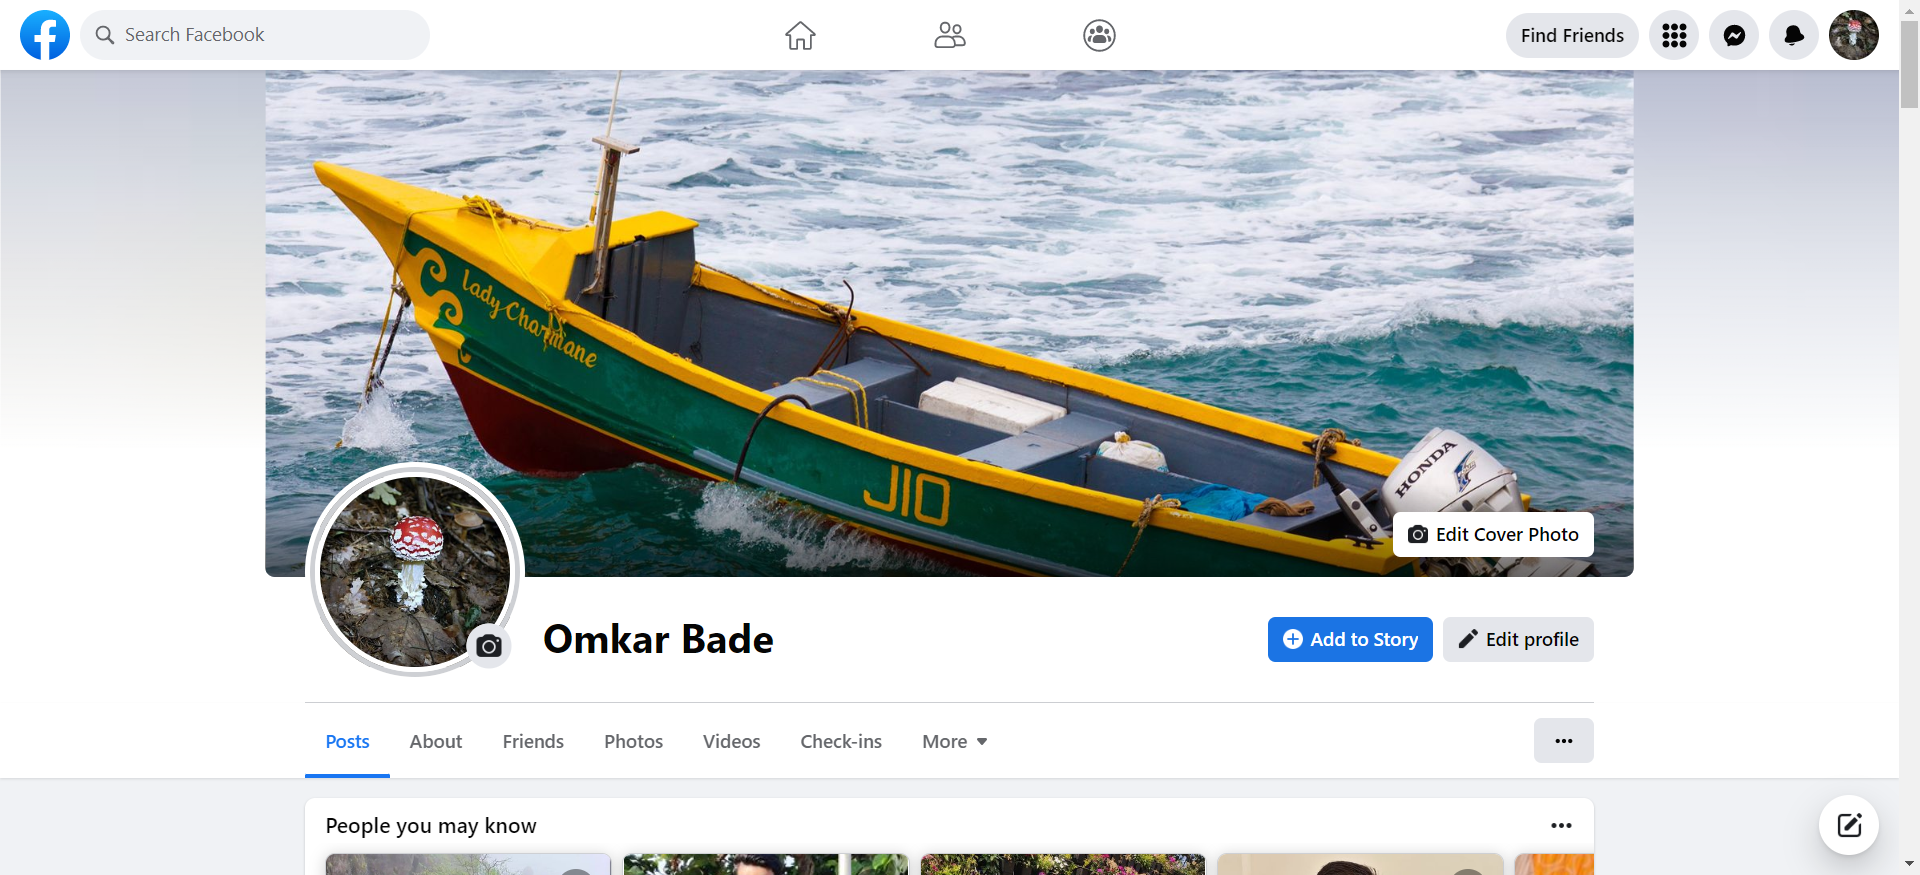 Search Facebook
Find Friends
Lady Charmane
JIO
HONDA
Edit Cover Photo
Omkar Bade
Add to Story
Edit profile
Posts
About
Friends
Photos
Videos
Check-ins
More
People you may know